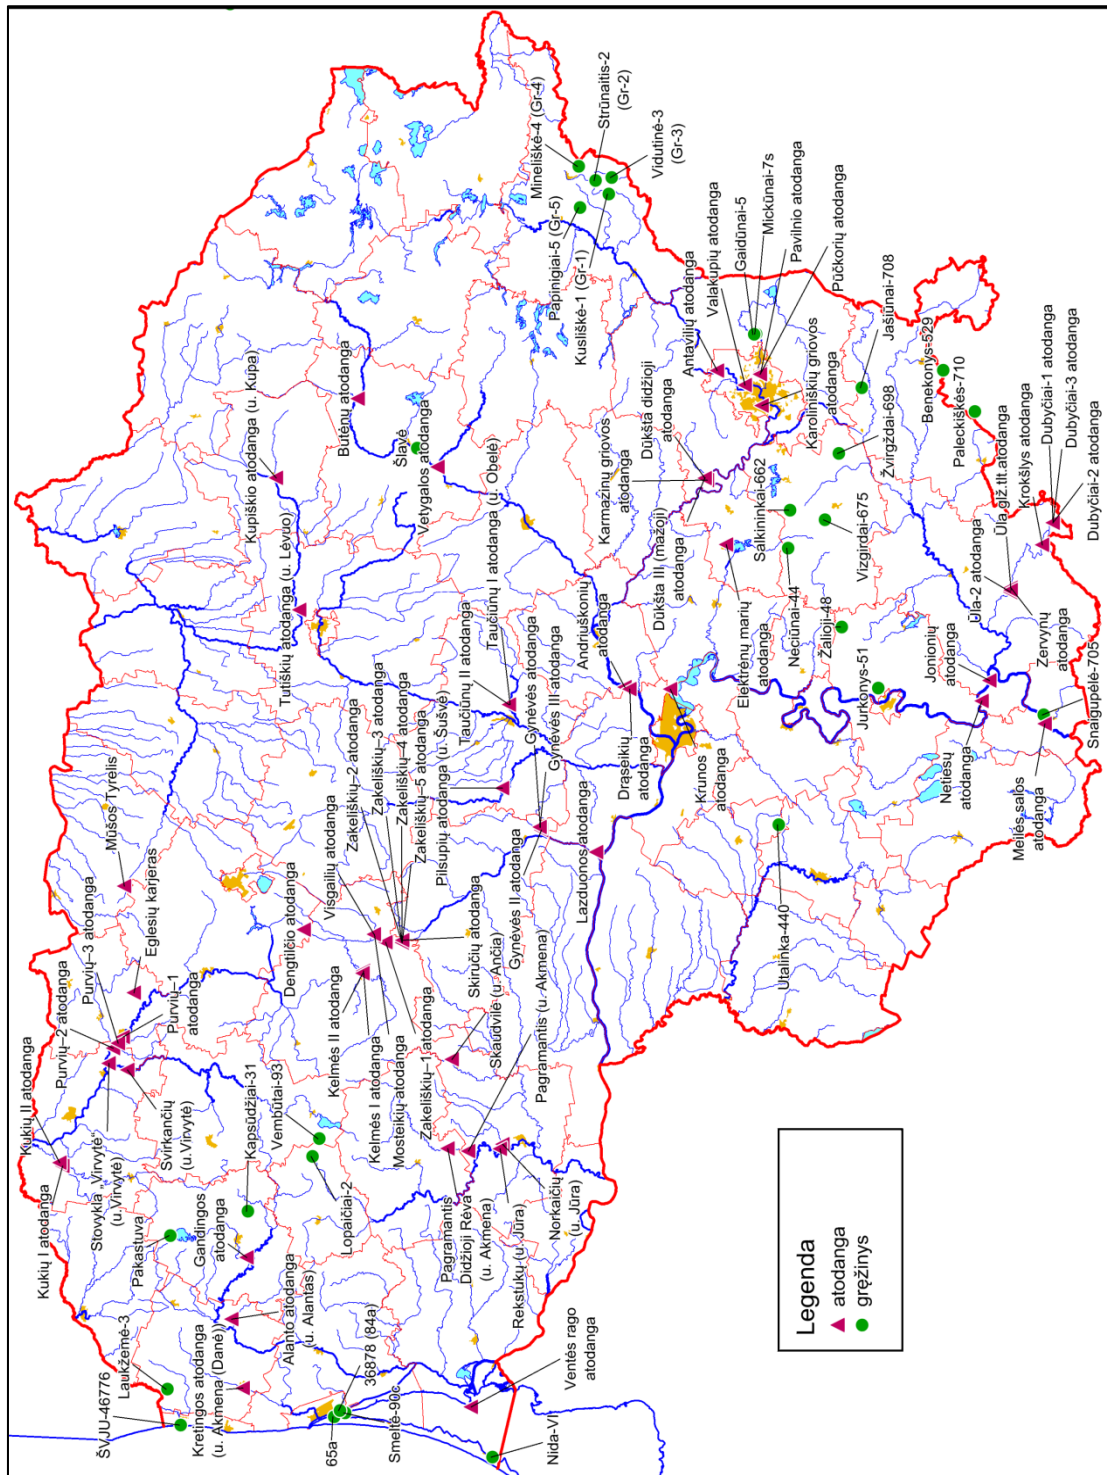 Kukių I atodanga
Kukių II atodanga
Purvių–2 atodanga
Purvių–3 atodanga
Purvių–1
atodanga
Eglesių karjeras
Mūšos Tyrelis
Stovykla „Virvytė"
(u. Virvytė)
Svirkančių
(u.Virvytė)
Pakastuva
Gandingos
atodanga
Kapsūdžiai-31
Vembūtai-93
Lopaičiai-2
Alanto atodanga
(u. Alantas)
ŠVJU-46776
Laukžemė-3
Kretingos atodanga
(u. Akmena (Danė))
65a
36878 (84a)
Smeltė-90c
Nida-VI
Ventės rago
atodanga
Dengtilčio atodanga
Visgailių atodanga
Kelmės II atodanga
Kelmės I atodanga
Mosteikių atodanga
Zakeliškių–1 atodanga
Zakeliškių–2 atodanga
Zakeliškių–3 atodanga
Zakeliškių–4 atodanga
Zakeliškių–5 atodanga
Pilsupių atodanga (u. Šušvė)
Skiručių atodanga
Skaudvilė (u. Ančia)
Pagramantis (u. Akmena)
Pagramantis
Didžioji Rėva
(u. Akmena)
Rekstukų (u. Jūra)
Norkaičių
(u. Jūra)
Tutiškių atodanga (u. Lėvuo)
Kupiškio atodanga (u. Kupa)
Butėnų atodanga
Šlavė
Vetygalos atodanga
Taučiūnų I atodanga (u. Obelė)
Taučiūnų II atodanga
Gynėvės atodanga
Gynėvės III atodanga
Gynėvės II atodanga
Lazduonos atodanga
Andriuškonių
atodanga
Drąseikių
atodanga
Krunos
atodanga
Mineliškė-4 (Gr-4)
Strūnaitis-2
(Gr-2)
Vidutinė-3
(Gr-3)
Papingiai-5 (Gr-5)
Kusliškė-1 (Gr-1)
Antavilių atodanga
Valakupių atodanga
Gaidūnai-5
Mickūnai-7s
Pavilnio atodanga
Pūčkorių atodanga
Karoliniškių griovos
atodanga
Dūkšta didžioji
atodanga
Karmazinų griovos
atodanga
Dūkšta III (mažoji)
atodanga
Elektrėnų marių
atodanga
Salkininkai-662
Neciūnai-44
Vizgirdai-675
Žvirgždai-698
Jašiūnai-708
Benekonys-529
Paleckiškės-710
Žalioji-48
Jurkonys-51
Jonionių
atodanga
Netiesų
atodanga
Meilės salos
atodanga
Snaigupėlė-705
Zervynų
atodanga
Ūla-2 atodanga
Ūla glž.tlt.atodanga
Krokšlys atodanga
Dubyčiai-1 atodanga
Dubyčiai-3 atodanga
Dubyčiai-2 atodanga
Utalinka-440
Legenda
atodanga
gręžinys